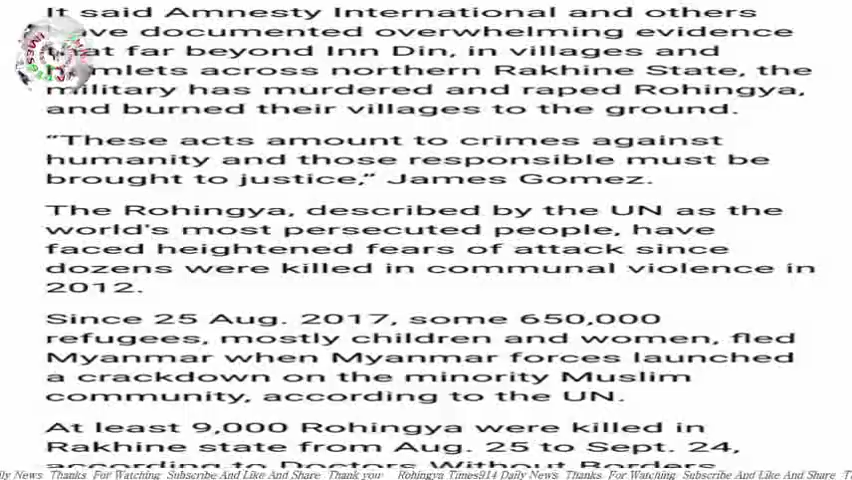 It said Amnesty International and others
have documented overwhelming evidence
that far beyond Inn Din, in villages and
hamlets across northern Rakhine State, the
military has murdered and raped Rohingya,
and burned their villages to the ground.
“These acts amount to crimes against
humanity and those responsible must be
brought to justice,” James Gomez.
The Rohingya, described by the UN as the
world's most persecuted people, have
faced heightened fears of attack since
dozens were killed in communal violence in
2012.
Since 25 Aug. 2017, some 650,000
refugees, mostly children and women, fled
Myanmar when Myanmar forces launched
a crackdown on the minority Muslim
community, according to the UN.
At least 9,000 Rohingya were killed in
Rakhine state from Aug. 25 to Sept. 24,
according to Doctors Without Borders
ly News Thanks For Watching Subscribe And Like And Share Thank you Rohingya Times914 Daily News Thanks For Watching Subscribe And Like And Share